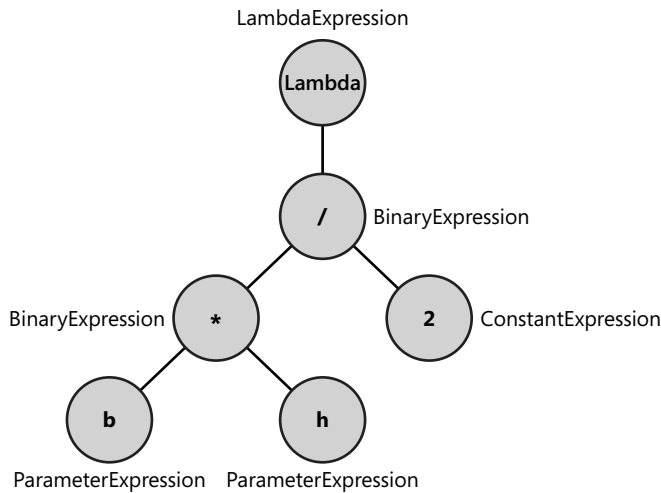 LambdaExpression
Lambda
/ BinaryExpression
BinaryExpression * 2 ConstantExpression
b h
ParameterExpression ParameterExpression